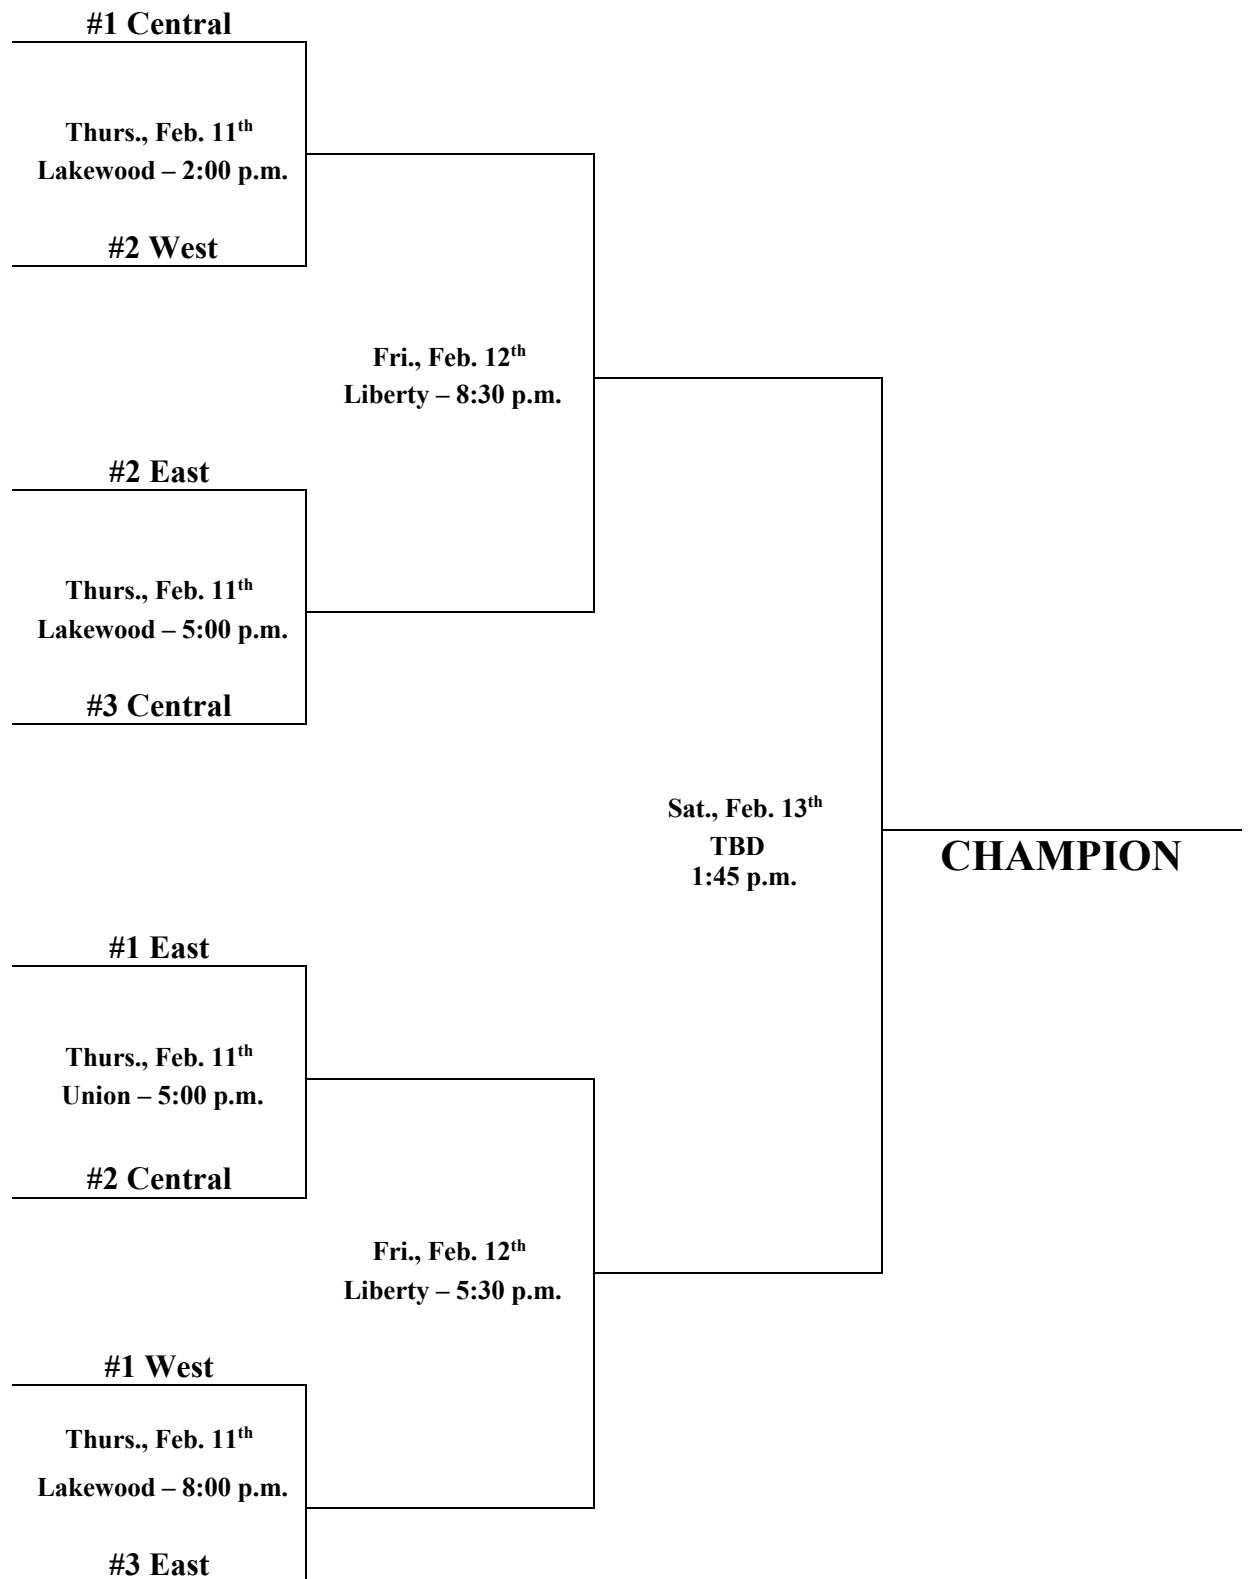 #1 Central
Thurs., Feb. 11th
Lakewood – 2:00 p.m.
#2 West
Fri., Feb. 12th
Liberty – 8:30 p.m.
#2 East
Thurs., Feb. 11th
Lakewood – 5:00 p.m.
#3 Central
Sat., Feb. 13th
TBD
1:45 p.m.
CHAMPION
#1 East
Thurs., Feb. 11th
Union – 5:00 p.m.
#2 Central
Fri., Feb. 12th
Liberty – 5:30 p.m.
#1 West
Thurs., Feb. 11th
Lakewood – 8:00 p.m.
#3 East